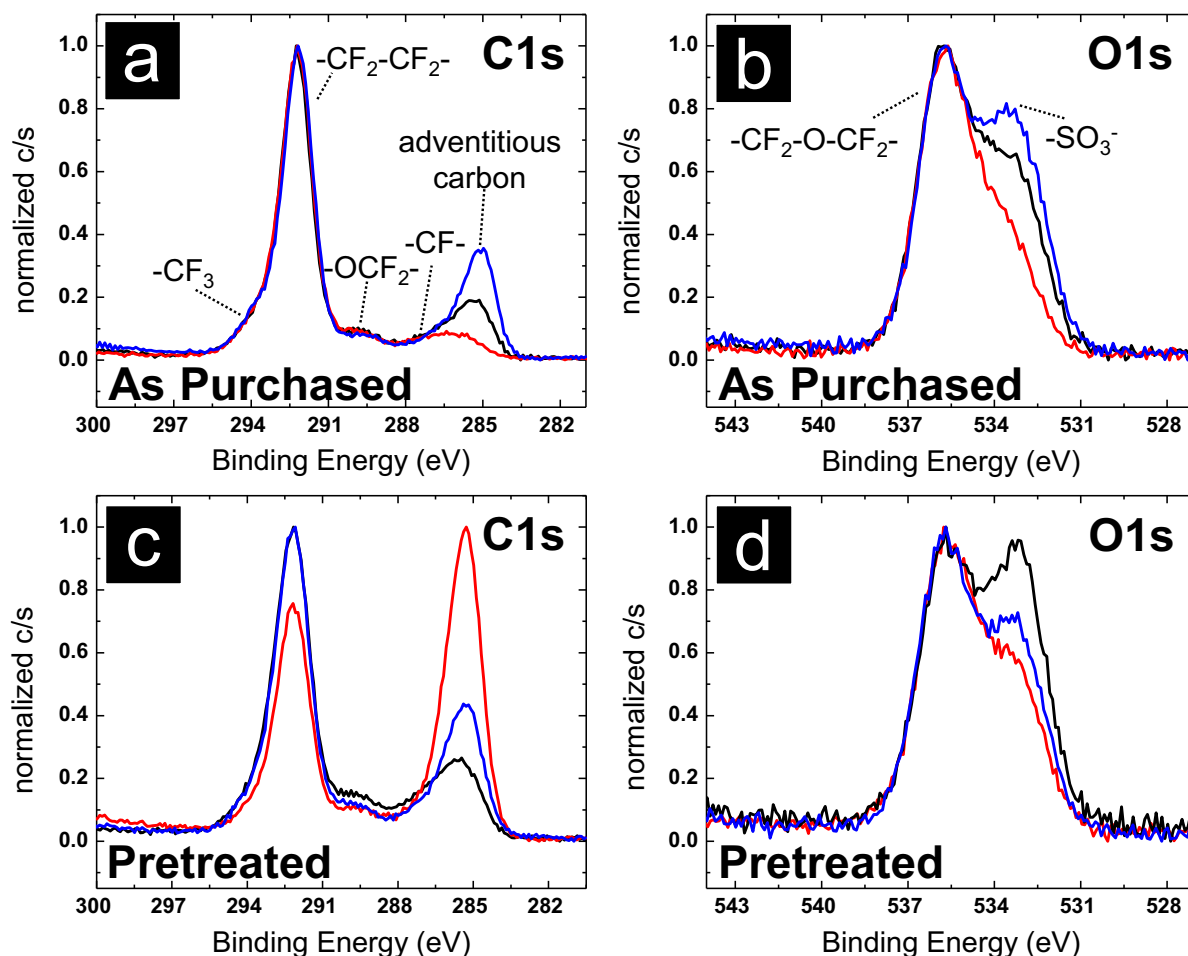 a
C1s
-CF₂-CF₂-
adventitious
carbon
-CF-
-CF₃
-OCF₂-
As Purchased
normalized c/s
1.0
0.8
0.6
0.4
0.2
0.0
300 297 294 291 288 285 282
Binding Energy (eV)
b
O1s
-CF₂-O-CF₂-
-SO₃⁻
As Purchased
normalized c/s
1.0
0.8
0.6
0.4
0.2
0.0
543 540 537 534 531 528
Binding Energy (eV)
c
C1s
Pretreated
normalized c/s
1.0
0.8
0.6
0.4
0.2
0.0
300 297 294 291 288 285 282
Binding Energy (eV)
d
O1s
Pretreated
normalized c/s
1.0
0.8
0.6
0.4
0.2
0.0
543 540 537 534 531 528
Binding Energy (eV)